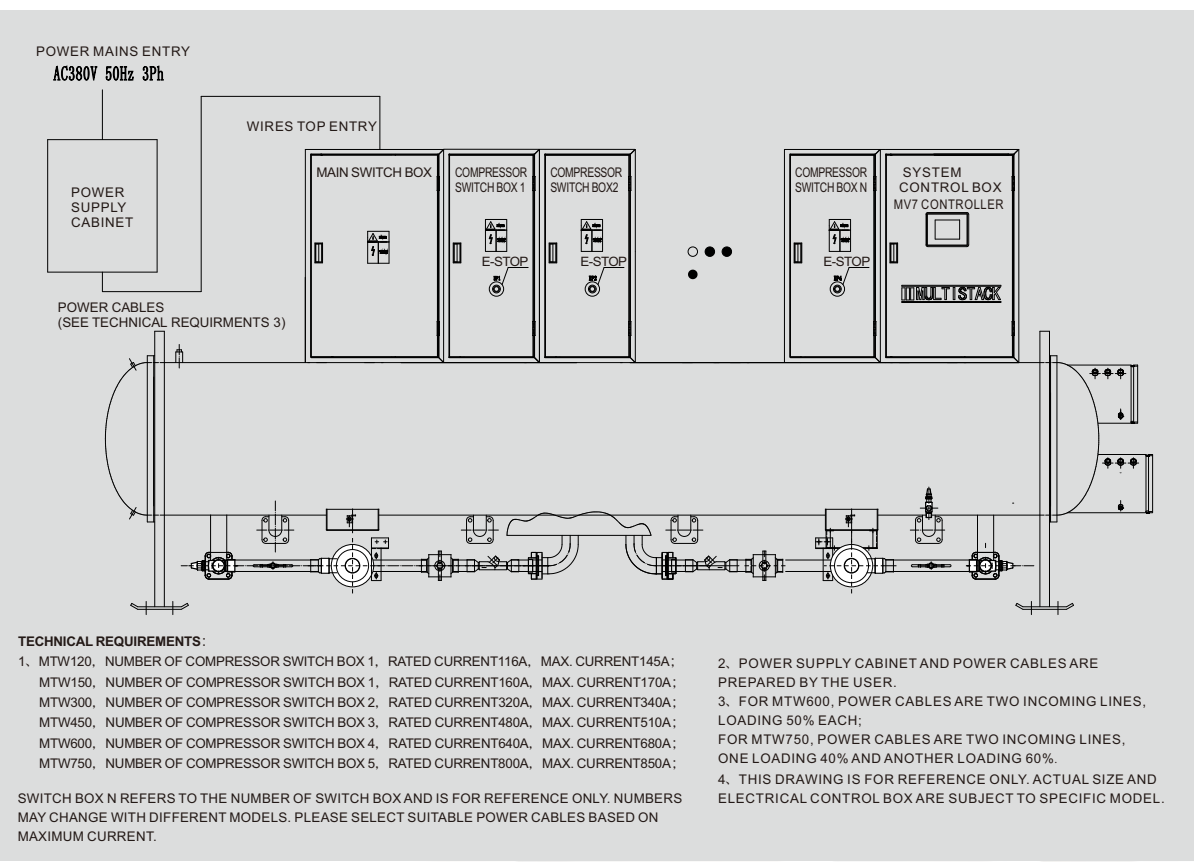 POWER MAINS ENTRY
AC380V 50Hz 3Ph
WIRES TOP ENTRY
POWER
SUPPLY
CABINET
MAIN SWITCH BOX
COMPRESSOR
SWITCH BOX 1
E-STOP
COMPRESSOR
SWITCH BOX2
E-STOP
COMPRESSOR
SWITCH BOX N
E-STOP
SYSTEM
CONTROL BOX
MV7 CONTROLLER
MULTISTACK
POWER CABLES
(SEE TECHNICAL REQUIRMENTS 3)
TECHNICAL REQUIREMENTS:
1、MTW120, NUMBER OF COMPRESSOR SWITCH BOX 1, RATED CURRENT116A, MAX. CURRENT145A;
MTW150, NUMBER OF COMPRESSOR SWITCH BOX 1, RATED CURRENT160A, MAX. CURRENT170A;
MTW300, NUMBER OF COMPRESSOR SWITCH BOX 2, RATED CURRENT320A, MAX. CURRENT340A;
MTW450, NUMBER OF COMPRESSOR SWITCH BOX 3, RATED CURRENT480A, MAX. CURRENT510A;
MTW600, NUMBER OF COMPRESSOR SWITCH BOX 4, RATED CURRENT640A, MAX. CURRENT680A;
MTW750, NUMBER OF COMPRESSOR SWITCH BOX 5, RATED CURRENT800A, MAX. CURRENT850A;
SWITCH BOX N REFERS TO THE NUMBER OF SWITCH BOX AND IS FOR REFERENCE ONLY. NUMBERS
MAY CHANGE WITH DIFFERENT MODELS. PLEASE SELECT SUITABLE POWER CABLES BASED ON
MAXIMUM CURRENT.
2、POWER SUPPLY CABINET AND POWER CABLES ARE
PREPARED BY THE USER.
3、FOR MTW600, POWER CABLES ARE TWO INCOMING LINES,
LOADING 50% EACH;
FOR MTW750, POWER CABLES ARE TWO INCOMING LINES,
ONE LOADING 40% AND ANOTHER LOADING 60%.
4、THIS DRAWING IS FOR REFERENCE ONLY. ACTUAL SIZE AND
ELECTRICAL CONTROL BOX ARE SUBJECT TO SPECIFIC MODEL.